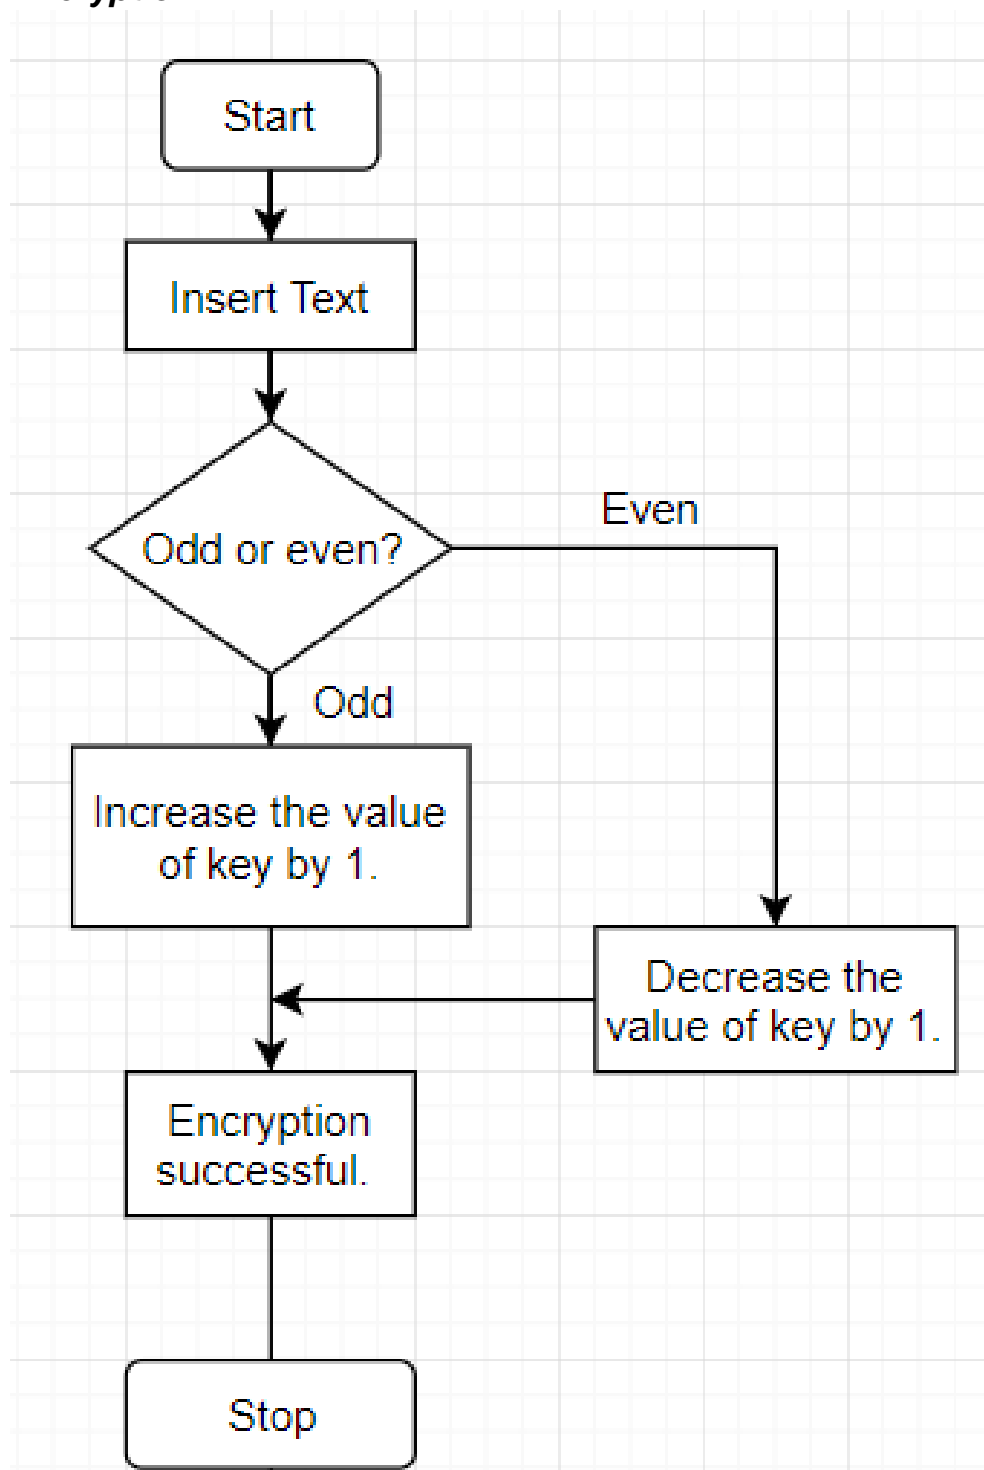 Start
Insert Text
Odd or even?
Even
Odd
Increase the value
of key by 1.
Decrease the
value of key by 1.
Encryption
successful.
Stop